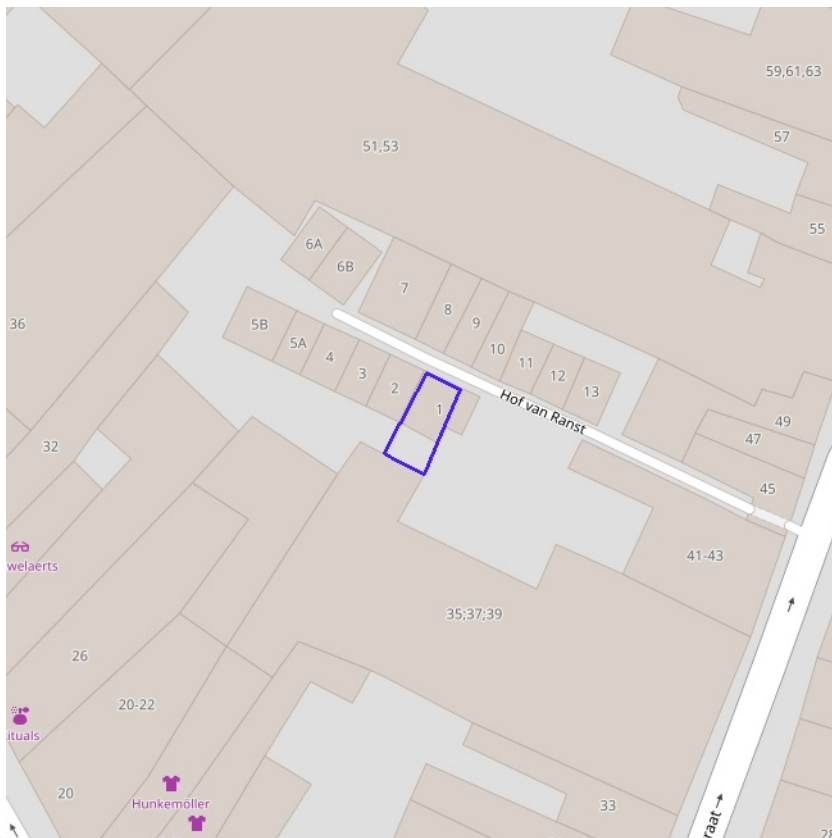 59,61,63
57
51,53
55
6A
6B
7
8
9
10
11
12
13
5B
5A
4
3
2
1
Hof van Ranst
36
32
49
47
45
41-43
welaerts
35;37;39
26
20-22
ituals
20
Hunkemöller
33
raat